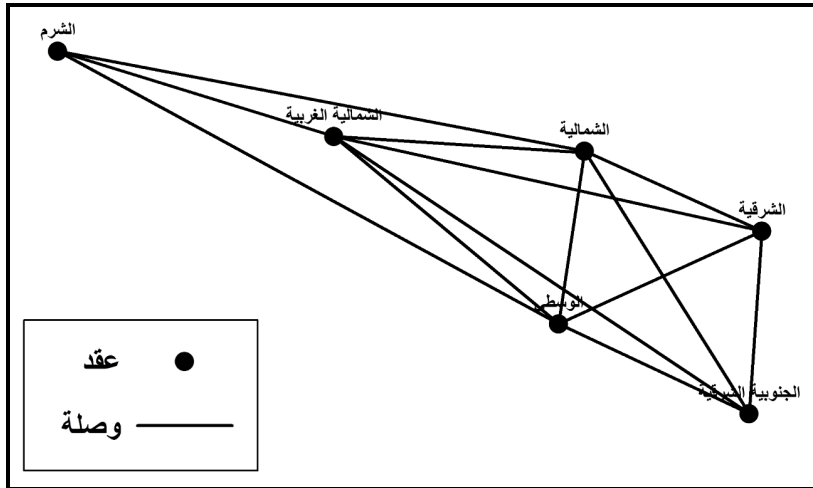 الشرم
الشمالية الغربية
الشمالية
الشرقية
الوسطى
الجنوبية الشرقية
عقد
وصلة